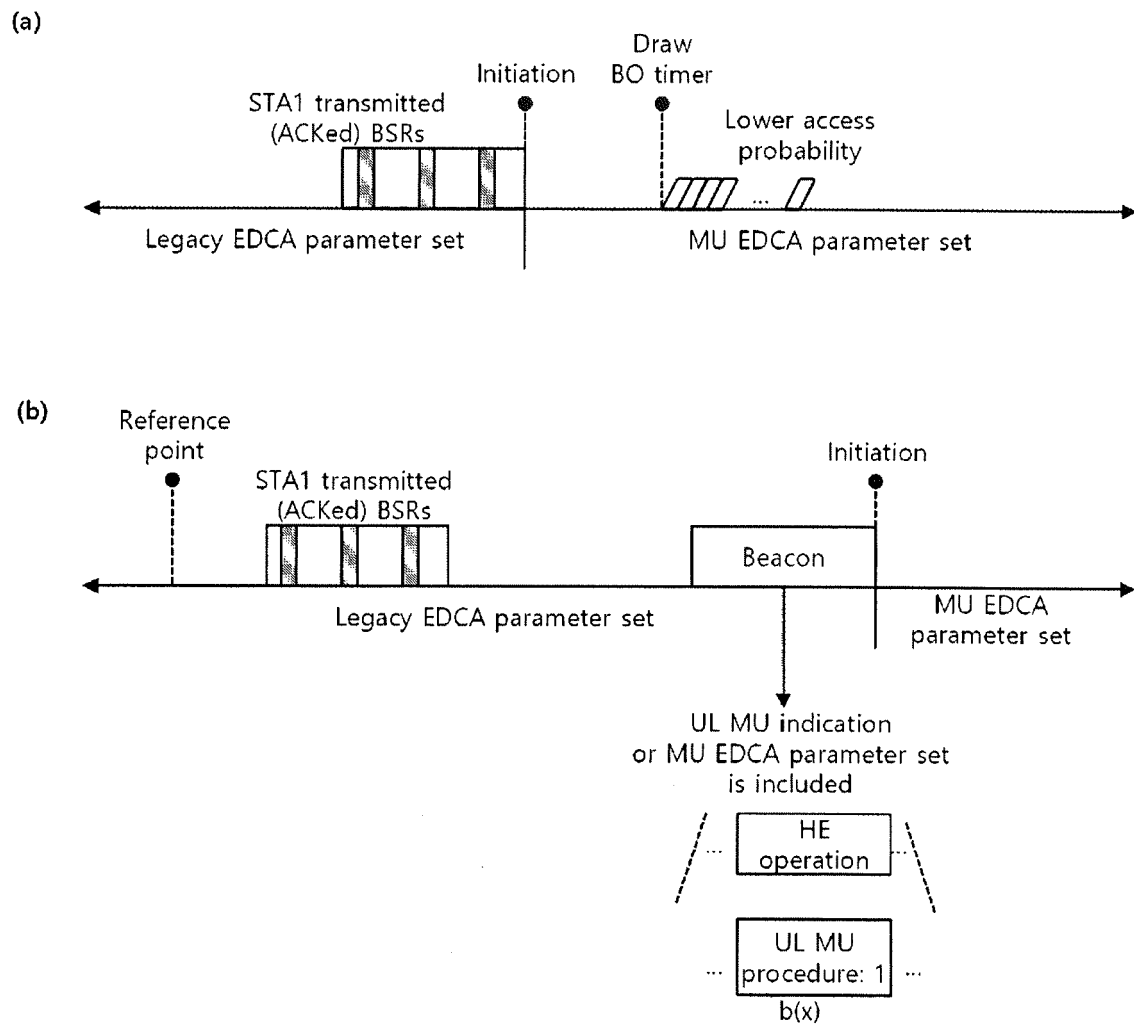 (a)
Draw
BO timer
Initiation
STA1 transmitted
(ACKed) BSRs
Lower access
probability
...
Legacy EDCA parameter set
MU EDCA parameter set
(b)
Reference
point
Initiation
STA1 transmitted
(ACKed) BSRs
Beacon
Legacy EDCA parameter set
MU EDCA
parameter set
UL MU indication
or MU EDCA parameter set
is included
... HE ...
operation
UL MU
... procedure: 1 ...
b(x)